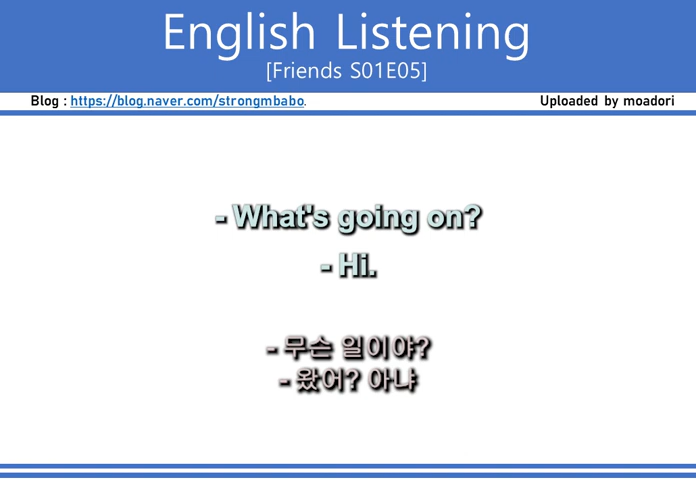 English Listening
[Friends S01E05]
Blog : https://blog.naver.com/strongmbabo.
Uploaded by moadori
- What's going on?
- Hi.
- 무슨 일이야?
- 왔어? 아냐